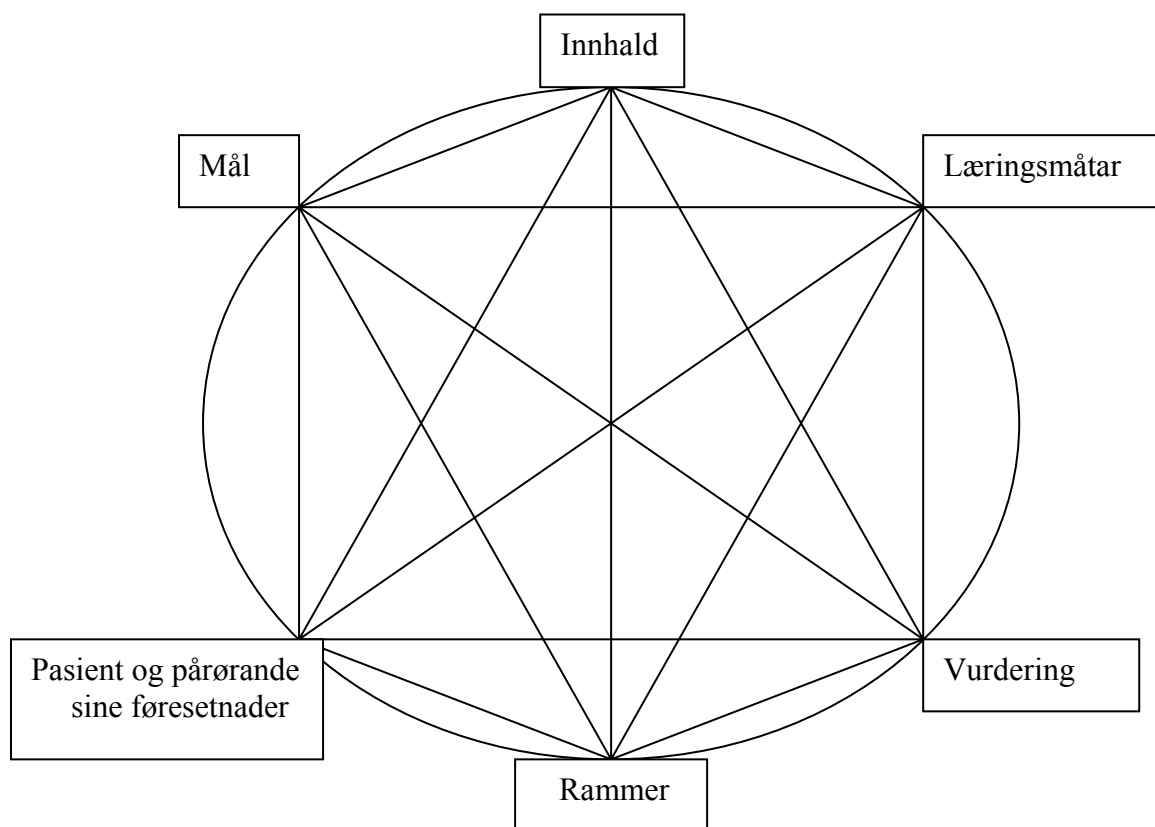 Innhald
Mål
Læringsmåtar
Pasient og pårørande
sine føresetnader
Vurdering
Rammer